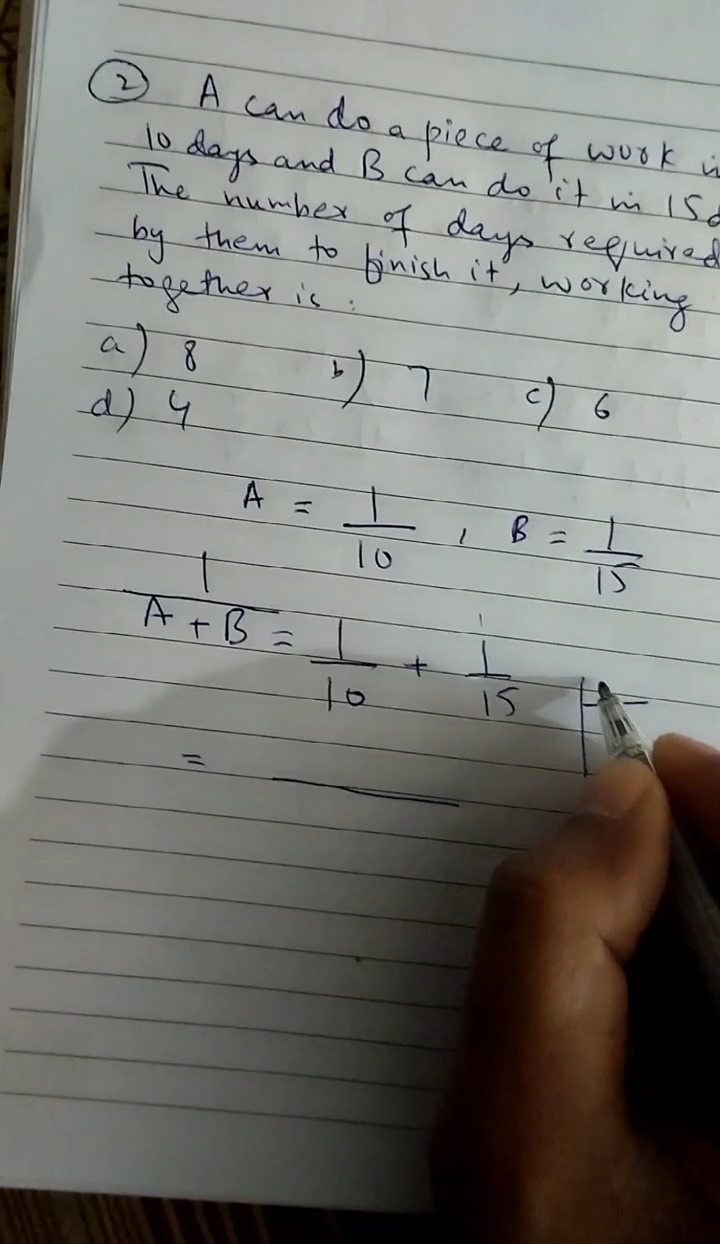 ② A can do a piece of work
10 days and B can do it in 15
The number of days required
by them to finish it, working
together is :
a) 8 b) 7 c) 6
d) 4
A = 1/10 , B = 1/15
1/A+B = 1/10 + 1/15
=